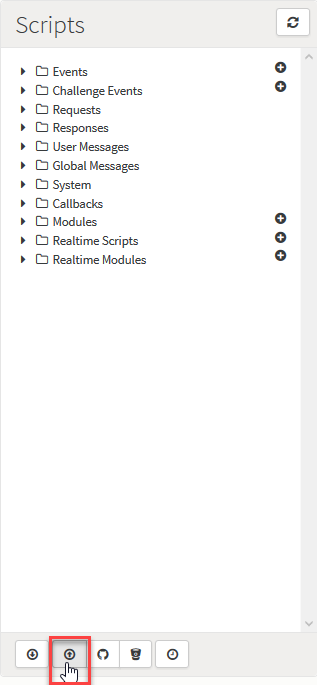 Scripts
Events
Challenge Events
Requests
Responses
User Messages
Global Messages
System
Callbacks
Modules
Realtime Scripts
Realtime Modules